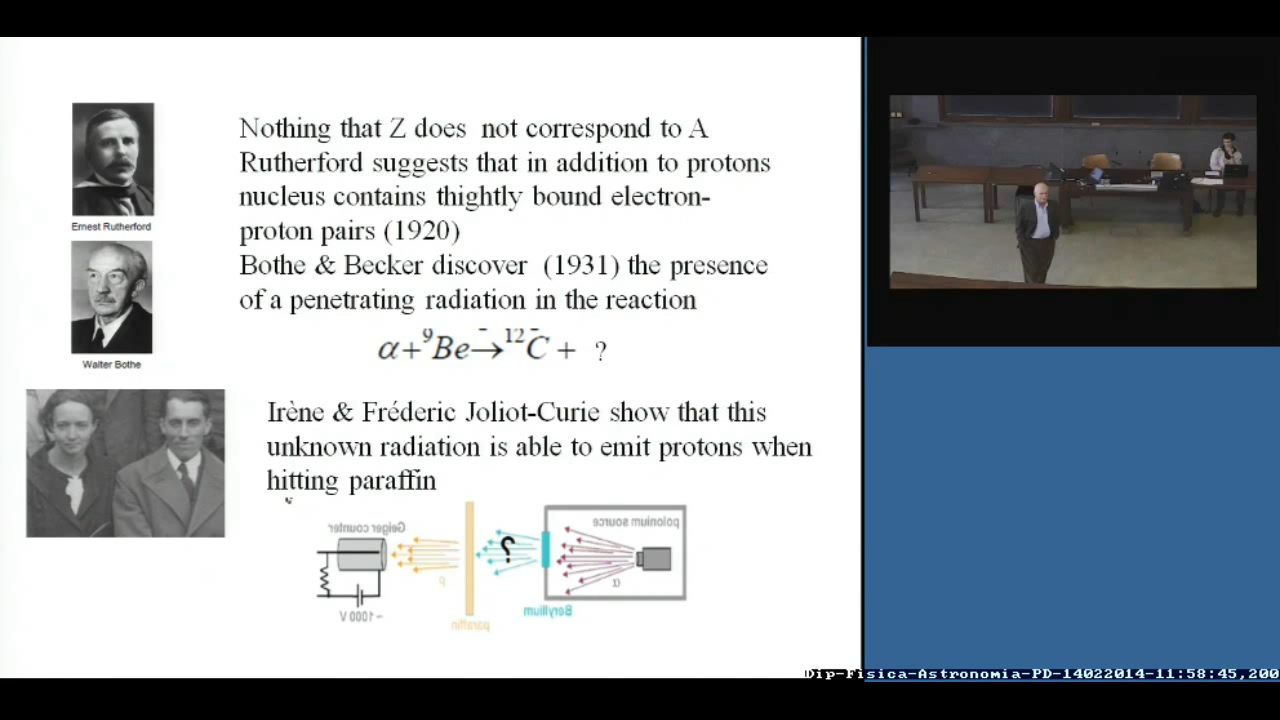 Nothing that Z does not correspond to A
Rutherford suggests that in addition to protons
nucleus contains thightly bound electron-
proton pairs (1920)
Ernest Rutherford
Bothe & Becker discover (1931) the presence
of a penetrating radiation in the reaction
α+⁹Be→¹²C+ ?
Walter Bothe
Irène & Fréderic Joliot-Curie show that this
unknown radiation is able to emit protons when
hitting paraffin
Geiger counter
polonium source
?
p
α
~ 1000 V
Beryllium
paraffin
Dip-Fisica-Astronomia-PD-14022014-11:58:45,200